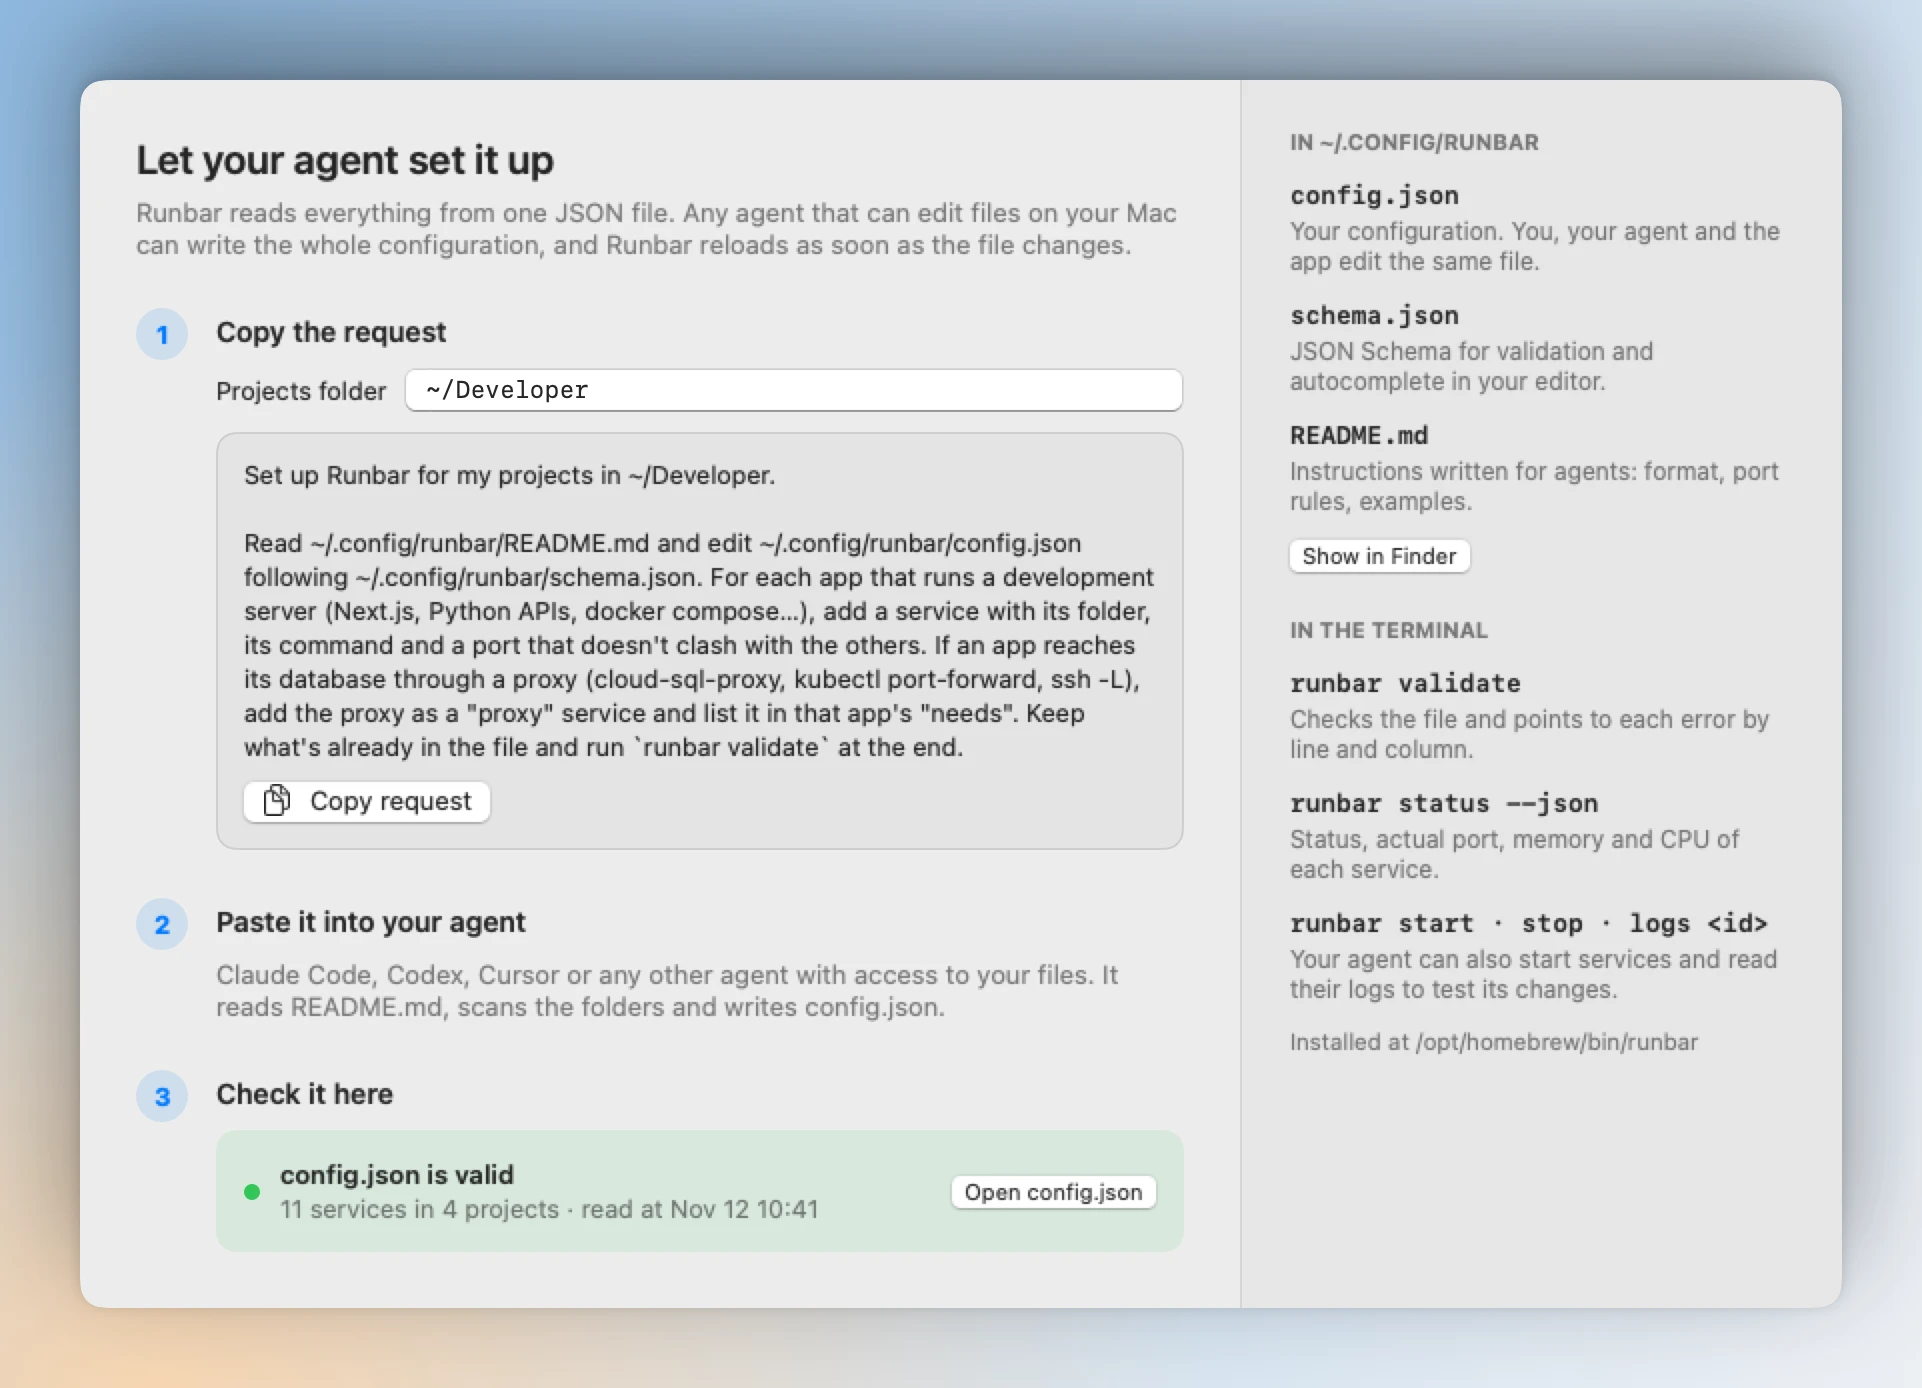 Let your agent set it up
Runbar reads everything from one JSON file. Any agent that can edit files on your Mac
can write the whole configuration, and Runbar reloads as soon as the file changes.
1
Copy the request
Projects folder
~/Developer
Set up Runbar for my projects in ~/Developer.
Read ~/.config/runbar/README.md and edit ~/.config/runbar/config.json
following ~/.config/runbar/schema.json. For each app that runs a development
server (Next.js, Python APIs, docker compose...), add a service with its folder,
its command and a port that doesn't clash with the others. If an app reaches
its database through a proxy (cloud-sql-proxy, kubectl port-forward, ssh -L),
add the proxy as a "proxy" service and list it in that app's "needs". Keep
what's already in the file and run `runbar validate` at the end.
Copy request
2
Paste it into your agent
Claude Code, Codex, Cursor or any other agent with access to your files. It
reads README.md, scans the folders and writes config.json.
3
Check it here
config.json is valid
11 services in 4 projects · read at Nov 12 10:41
Open config.json
IN ~/.CONFIG/RUNBAR
config.json
Your configuration. You, your agent and the
app edit the same file.
schema.json
JSON Schema for validation and
autocomplete in your editor.
README.md
Instructions written for agents: format, port
rules, examples.
Show in Finder
IN THE TERMINAL
runbar validate
Checks the file and points to each error by
line and column.
runbar status --json
Status, actual port, memory and CPU of
each service.
runbar start · stop · logs <id>
Your agent can also start services and read
their logs to test its changes.
Installed at /opt/homebrew/bin/runbar